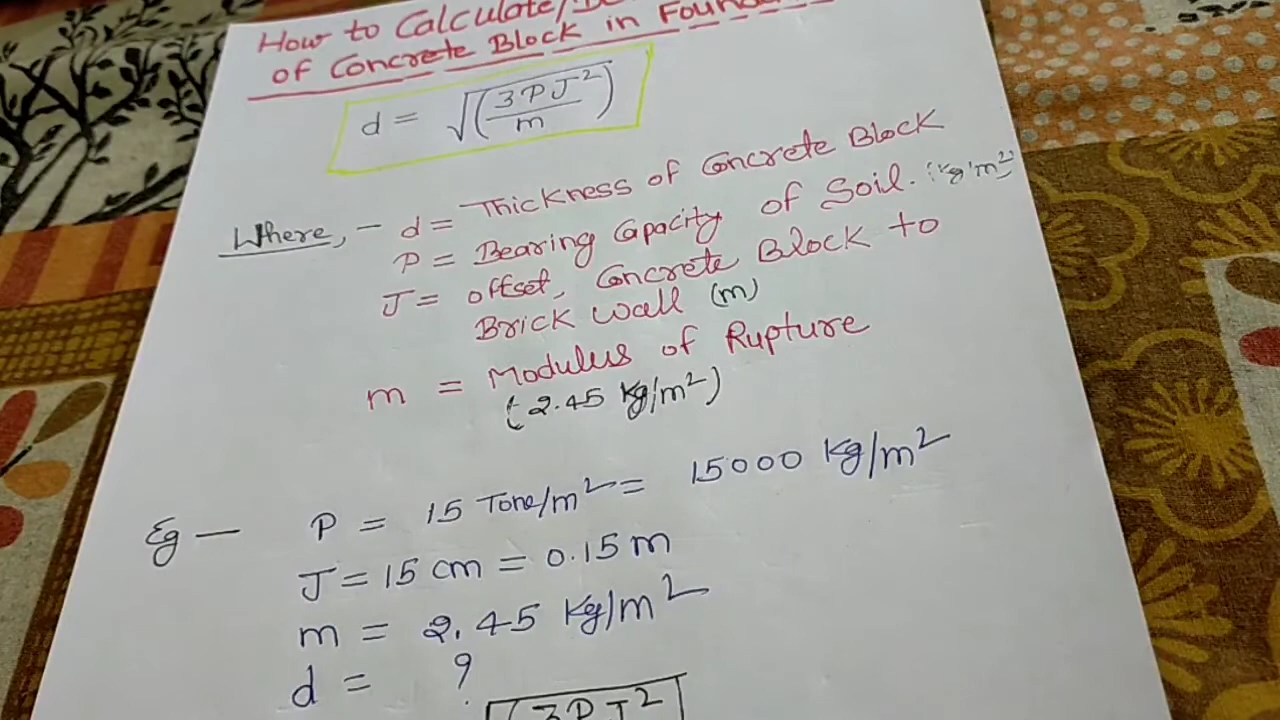 How to Calculate/
of Concrete Block in
d = √(3PJ²/m)
Where, - d = Thickness of Concrete Block
P = Bearing Capacity of Soil. (kg/m²)
J = offset, Concrete Block to
Brick Wall (m)
m = Modulus of Rupture
(2.45 kg/m²)
Eg — P = 15 Tone/m² = 15000 kg/m²
J = 15 cm = 0.15 m
m = 2.45 kg/m²
d = ?
3PJ²